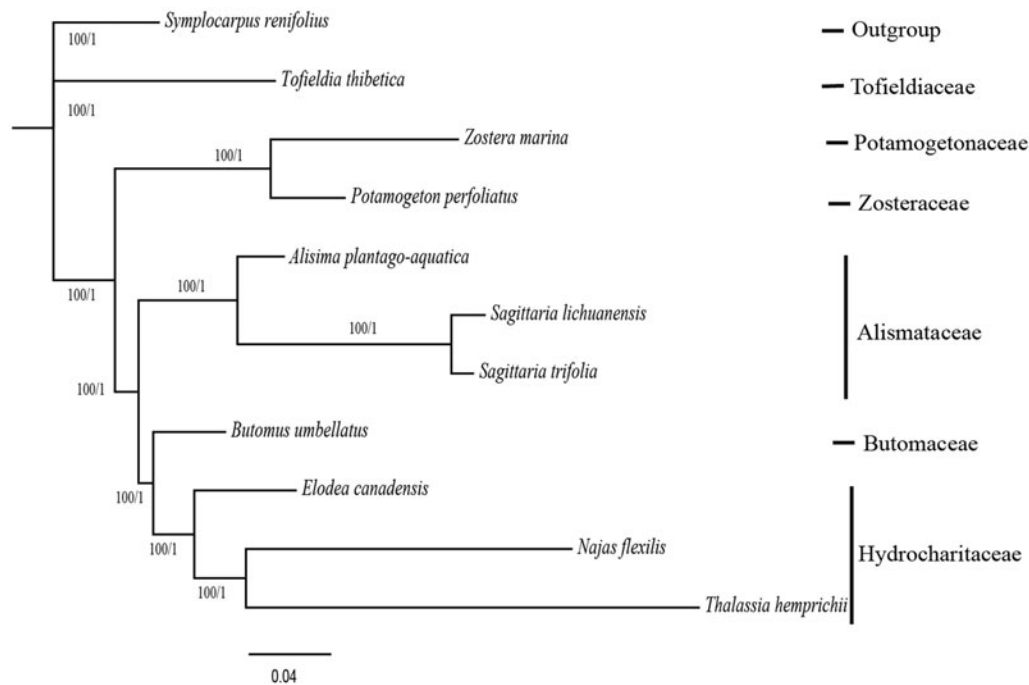 Symplocarpus renifolius
100/1
Outgroup
Tofieldia thibetica
100/1
Tofieldiaceae
Zostera marina
100/1
Potamogetonaceae
Potamogeton perfoliatus
Zosteraceae
Alisima plantago-aquatica
100/1
100/1
Sagittaria lichuanensis
100/1
Alismataceae
Sagittaria trifolia
100/1
Butomus umbellatus
Butomaceae
Elodea canadensis
100/1
Najas flexilis
100/1
Hydrocharitaceae
100/1
Thalassia hemprichii
0.04